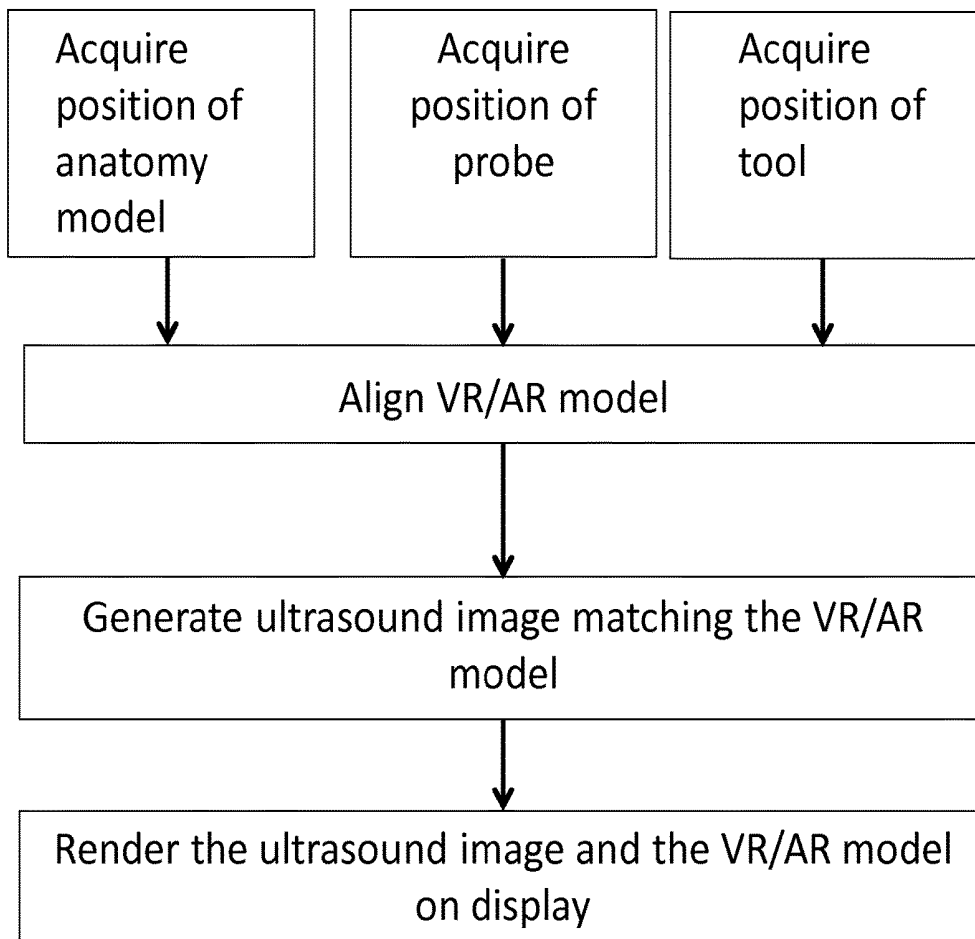 Acquire
position of
anatomy
model
Acquire
position of
probe
Acquire
position of
tool
Align VR/AR model
Generate ultrasound image matching the VR/AR
model
Render the ultrasound image and the VR/AR model
on display